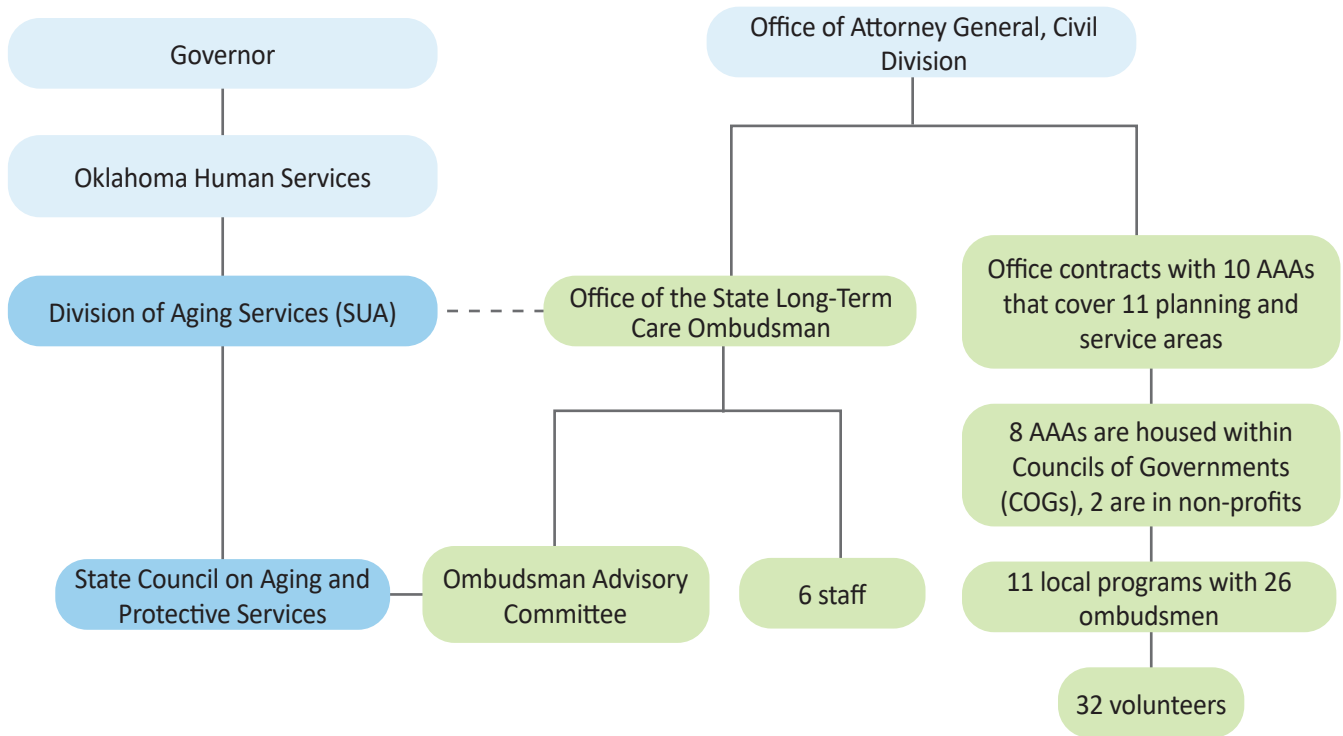 Governor
Office of Attorney General, Civil
Division
Oklahoma Human Services
Division of Aging Services (SUA)
Office of the State Long-Term
Care Ombudsman
Office contracts with 10 AAAs
that cover 11 planning and
service areas
8 AAAs are housed within
Councils of Governments
(COGs), 2 are in non-profits
State Council on Aging and
Protective Services
Ombudsman Advisory
Committee
6 staff
11 local programs with 26
ombudsmen
32 volunteers